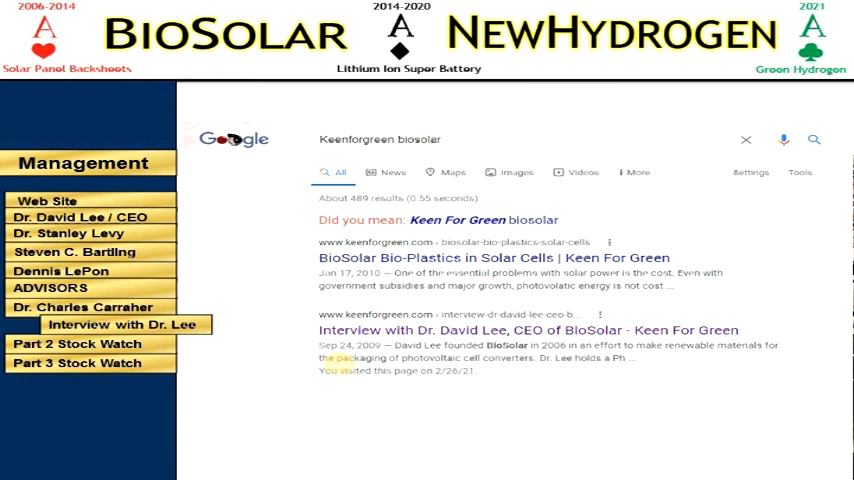 2006-2014
2014-2020
2021
A
A
A
BIOSOLAR
NEWHYDROGEN
Solar Panel Backsheets
Lithium Ion Super Battery
Green Hydrogen
Management
Web Site
Dr. David Lee / CEO
Dr. Stanley Levy
Steven C. Bartling
Dennis LePon
ADVISORS
Dr. Charles Carraher
Interview with Dr. Lee
Part 2 Stock Watch
Part 3 Stock Watch
Google
Keenforgreen biosolar
All News Maps Images Videos More Settings Tools
About 489 results (0.55 seconds)
Did you mean: Keen For Green biosolar
www.keenforgreen.com › biosolar-bio-plastics-solar-cells
BioSolar Bio-Plastics in Solar Cells | Keen For Green
Jan 17, 2010 — One of the essential problems with solar power is the cost. Even with
government subsidies and major growth, photovolatic energy is not cost ...
www.keenforgreen.com › interview-dr-david-lee-ceo-b...
Interview with Dr. David Lee, CEO of BioSolar - Keen For Green
Sep 24, 2009 — David Lee founded BioSolar in 2006 in an effort to make renewable materials for
the packaging of photovoltaic cell converters. Dr. Lee holds a Ph ...
You visited this page on 2/26/21.